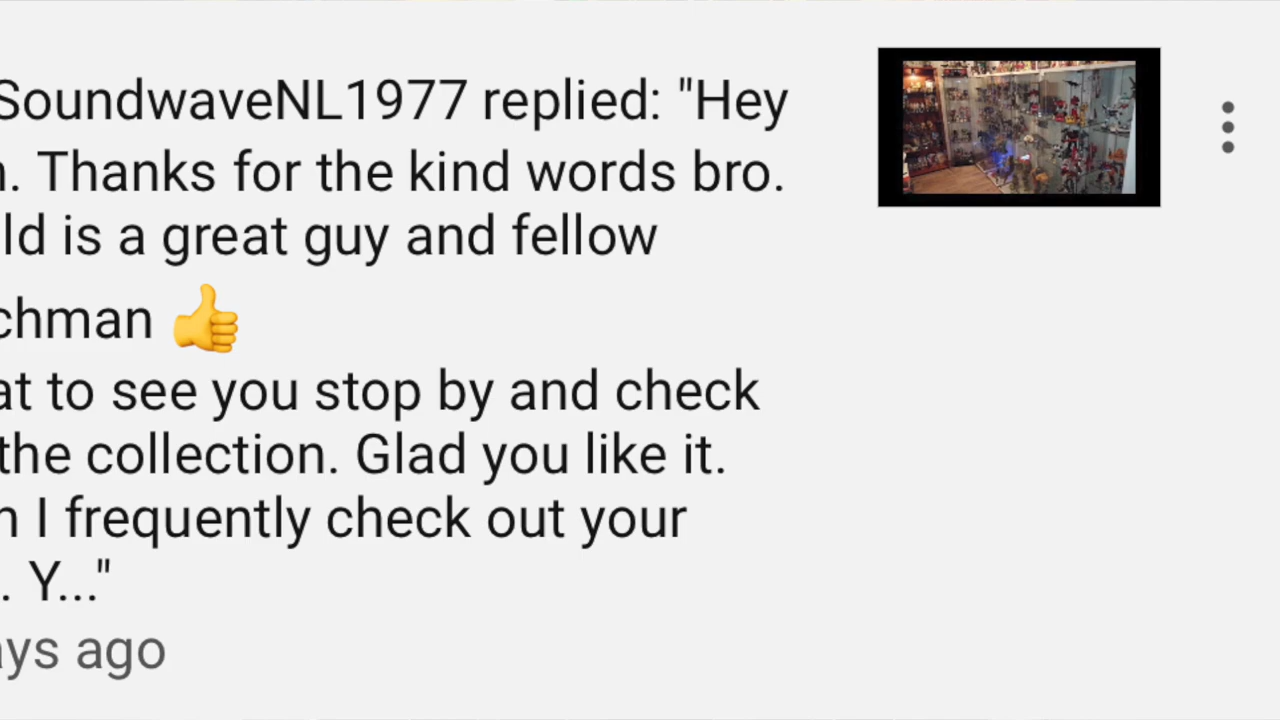 SoundwaveNL1977 replied: "Hey
. Thanks for the kind words bro.
ld is a great guy and fellow
chman 👍
at to see you stop by and check
the collection. Glad you like it.
I frequently check out your
. Y..."
ays ago